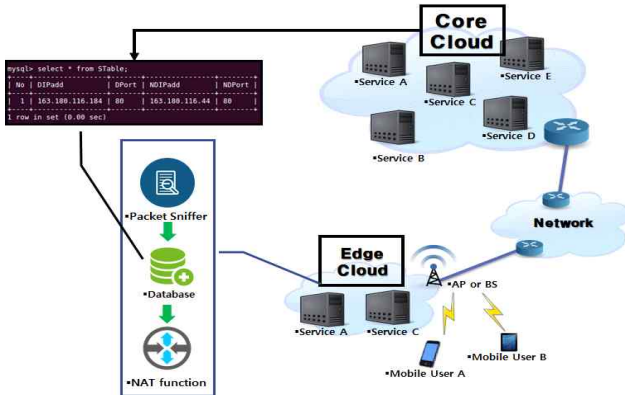 Core
Cloud
mysql> select * from STable;
| No | DIPadd | DPort | NDIPadd | NDPort |
| 1 | 163.180.116.184 | 80 | 163.180.116.44 | 80 |
1 row in set (0.00 sec)
▪Service A
▪Service E
▪Service C
▪Service B
▪Service D
▪Packet Sniffer
▪Database
▪NAT function
Network
Edge
Cloud
▪AP or BS
▪Service A
▪Service C
▪Mobile User A
▪Mobile User B